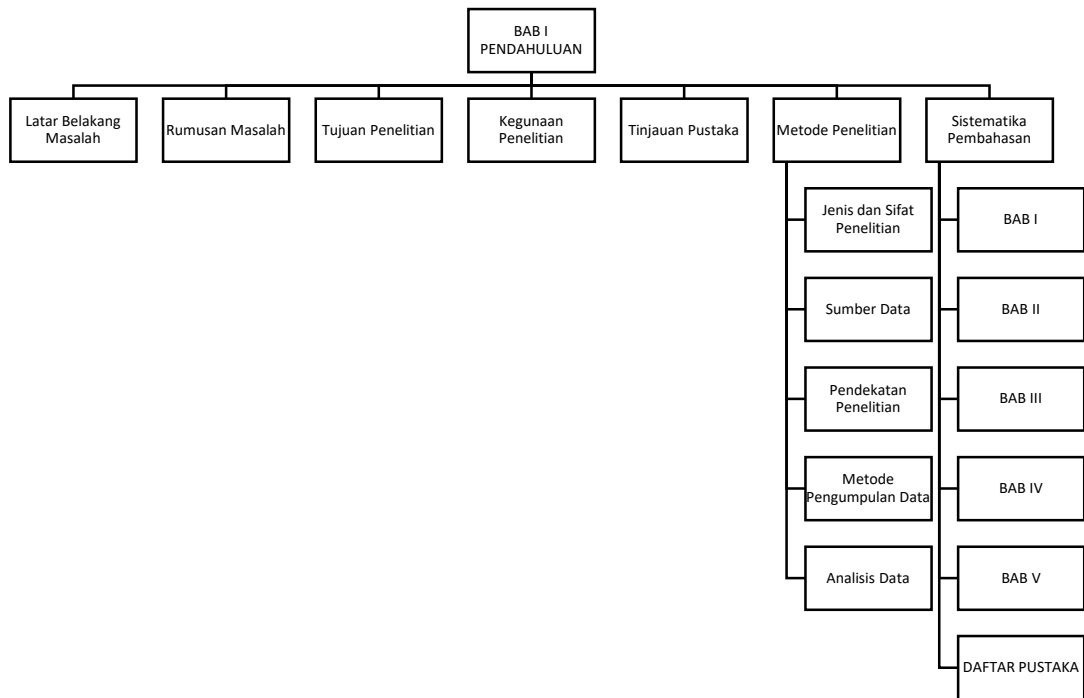 BAB I
PENDAHULUAN
Latar Belakang
Masalah
Rumusan Masalah
Tujuan Penelitian
Kegunaan
Penelitian
Tinjauan Pustaka
Metode Penelitian
Sistematika
Pembahasan
Jenis dan Sifat
Penelitian
Sumber Data
Pendekatan
Penelitian
Metode
Pengumpulan Data
Analisis Data
BAB I
BAB II
BAB III
BAB IV
BAB V
DAFTAR PUSTAKA